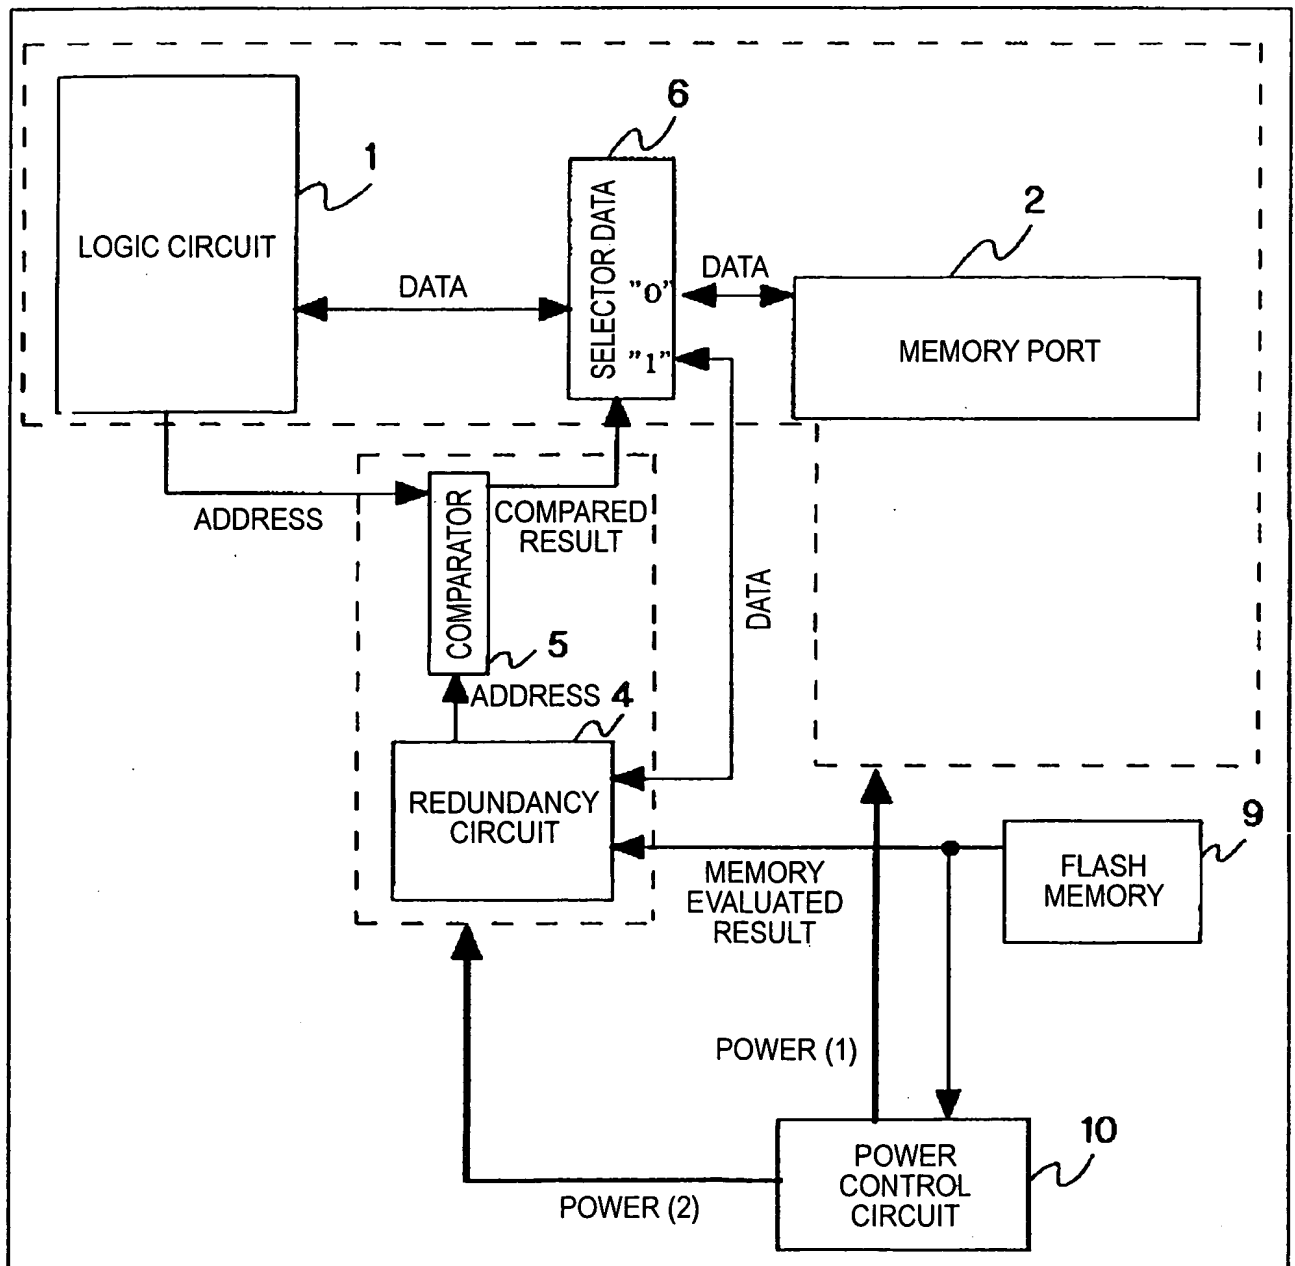 6
1
2
LOGIC CIRCUIT
DATA
SELECTOR DATA
"0"
"1"
DATA
MEMORY PORT
ADDRESS
COMPARATOR
COMPARED
RESULT
DATA
5
ADDRESS
4
REDUNDANCY
CIRCUIT
MEMORY
EVALUATED
RESULT
9
FLASH
MEMORY
POWER (1)
POWER (2)
10
POWER
CONTROL
CIRCUIT